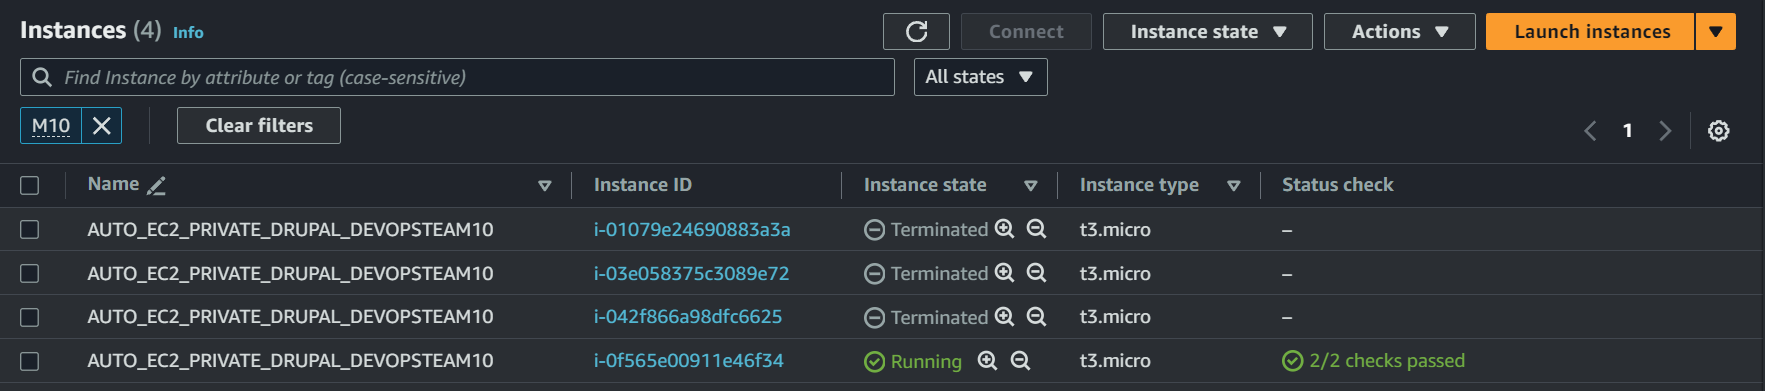 Instances (4) Info
Connect Instance state Actions Launch instances
Find Instance by attribute or tag (case-sensitive) All states
M10 Clear filters 1
Name Instance ID Instance state Instance type Status check
AUTO_EC2_PRIVATE_DRUPAL_DEVOPSTEAM10 i-01079e24690883a3a Terminated t3.micro –
AUTO_EC2_PRIVATE_DRUPAL_DEVOPSTEAM10 i-03e058375c3089e72 Terminated t3.micro –
AUTO_EC2_PRIVATE_DRUPAL_DEVOPSTEAM10 i-042f866a98dfc6625 Terminated t3.micro –
AUTO_EC2_PRIVATE_DRUPAL_DEVOPSTEAM10 i-0f565e00911e46f34 Running t3.micro 2/2 checks passed